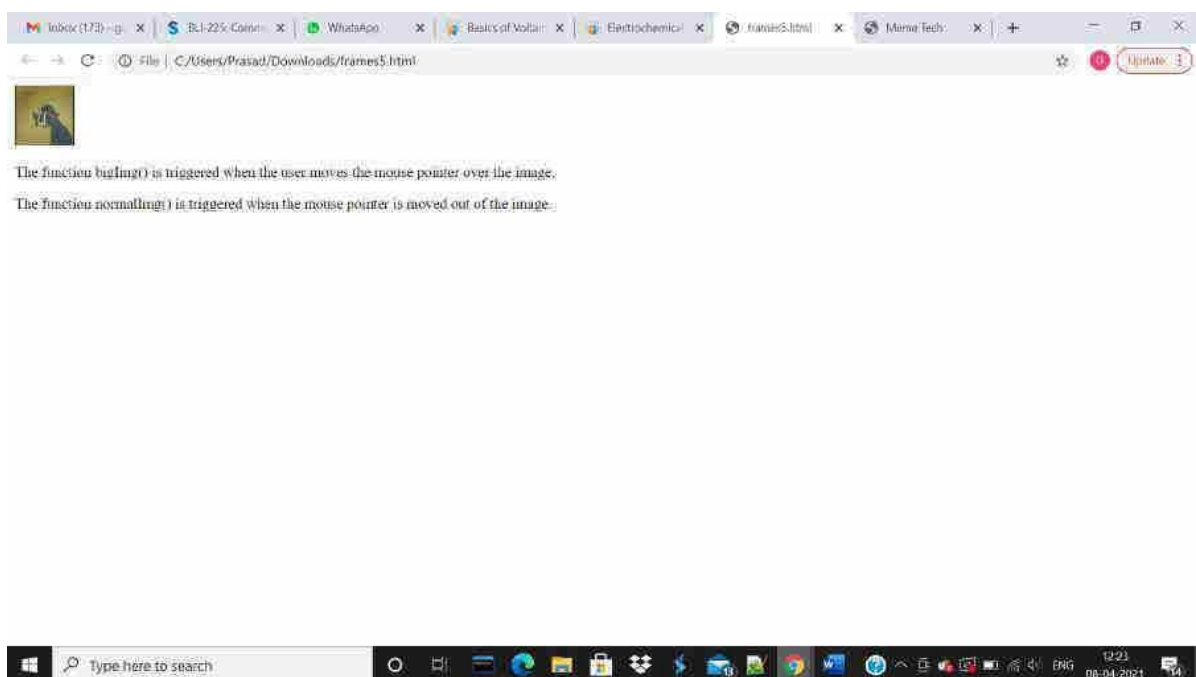 Inbox (173) - g
BLI-225: Comm
WhatsApp
Basics of Voltam
Electrochemical
frames5.html
Meme Tech
File | C:/Users/Prasad/Downloads/frames5.html
Update
The function bigImg() is triggered when the user moves the mouse pointer over the image.
The function normalImg() is triggered when the mouse pointer is moved out of the image.
Type here to search
13
W
ENG
12:23
08-04-2021
14